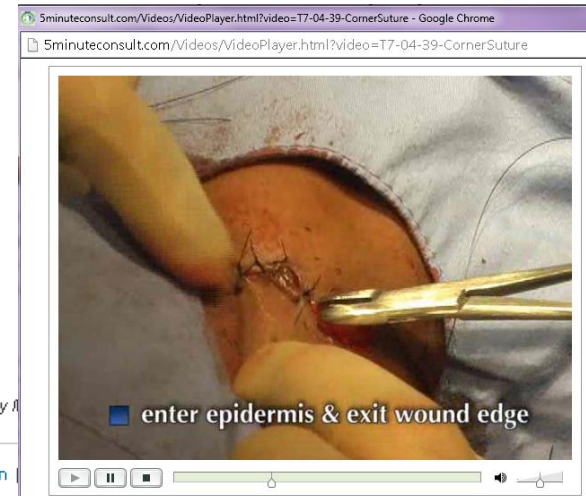 5minuteconsult.com/Videos/VideoPlayer.html?video=T7-04-39-CornerSuture - Google Chrome
5minuteconsult.com/Videos/VideoPlayer.html?video=T7-04-39-CornerSuture
enter epidermis & exit wound edge